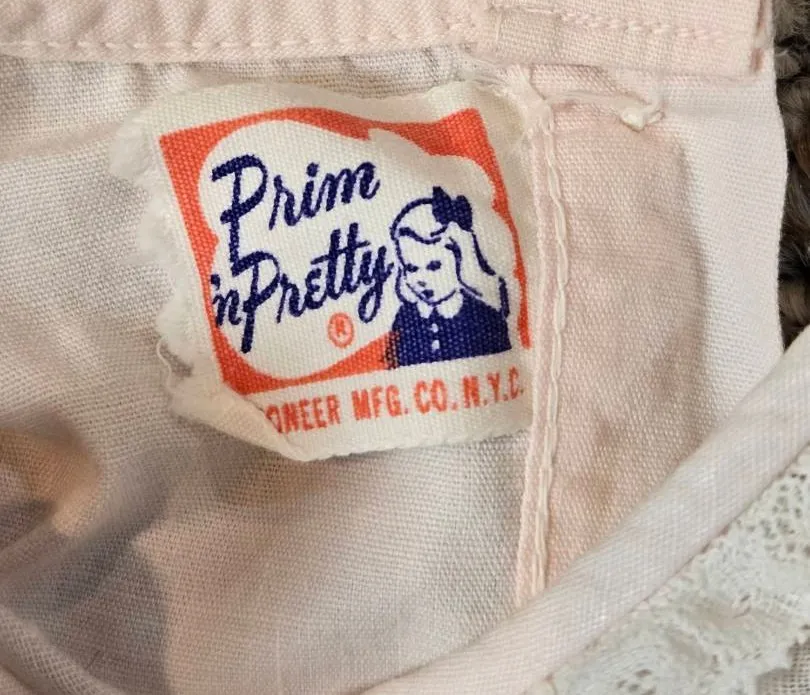 Prim
'n Pretty
®
ONEER MFG. CO. N.Y.C.